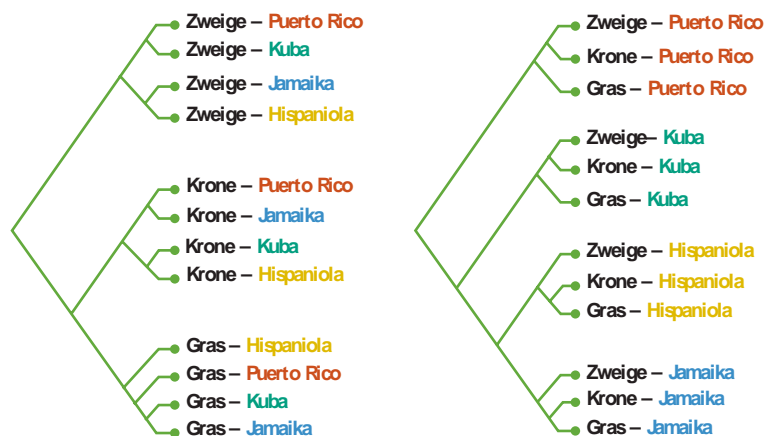 Zweige – Puerto Rico
Zweige – Kuba
Zweige – Jamaika
Zweige – Hispaniola
Krone – Puerto Rico
Krone – Jamaika
Krone – Kuba
Krone – Hispaniola
Gras – Hispaniola
Gras – Puerto Rico
Gras – Kuba
Gras – Jamaika
Zweige – Puerto Rico
Krone – Puerto Rico
Gras – Puerto Rico
Zweige– Kuba
Krone – Kuba
Gras – Kuba
Zweige – Hispaniola
Krone – Hispaniola
Gras – Hispaniola
Zweige – Jamaika
Krone – Jamaika
Gras – Jamaika